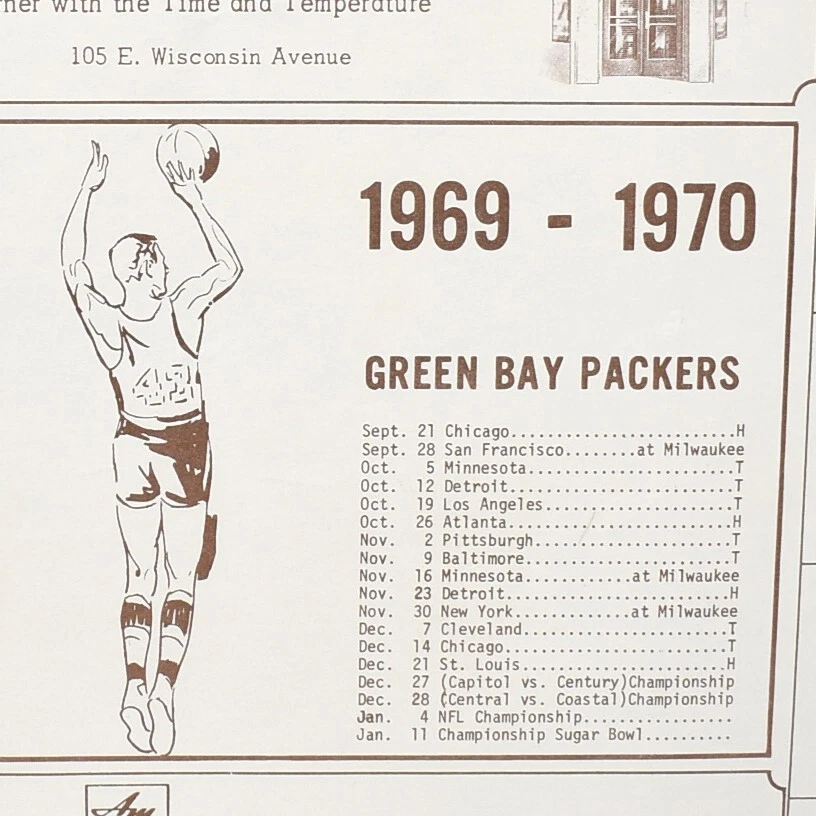 rner with the Time and Temperature
105 E. Wisconsin Avenue
1969 - 1970
GREEN BAY PACKERS
Sept. 21 Chicago..........................H
Sept. 28 San Francisco........at Milwaukee
Oct. 5 Minnesota........................T
Oct. 12 Detroit..........................T
Oct. 19 Los Angeles......................T
Oct. 26 Atlanta..........................H
Nov. 2 Pittsburgh.......................T
Nov. 9 Baltimore........................T
Nov. 16 Minnesota............at Milwaukee
Nov. 23 Detroit..........................H
Nov. 30 New York.............at Milwaukee
Dec. 7 Cleveland........................T
Dec. 14 Chicago..........................T
Dec. 21 St. Louis........................H
Dec. 27 (Capitol vs. Century)Championship
Dec. 28 (Central vs. Coastal)Championship
Jan. 4 NFL Championship.................
Jan. 11 Championship Sugar Bowl..........